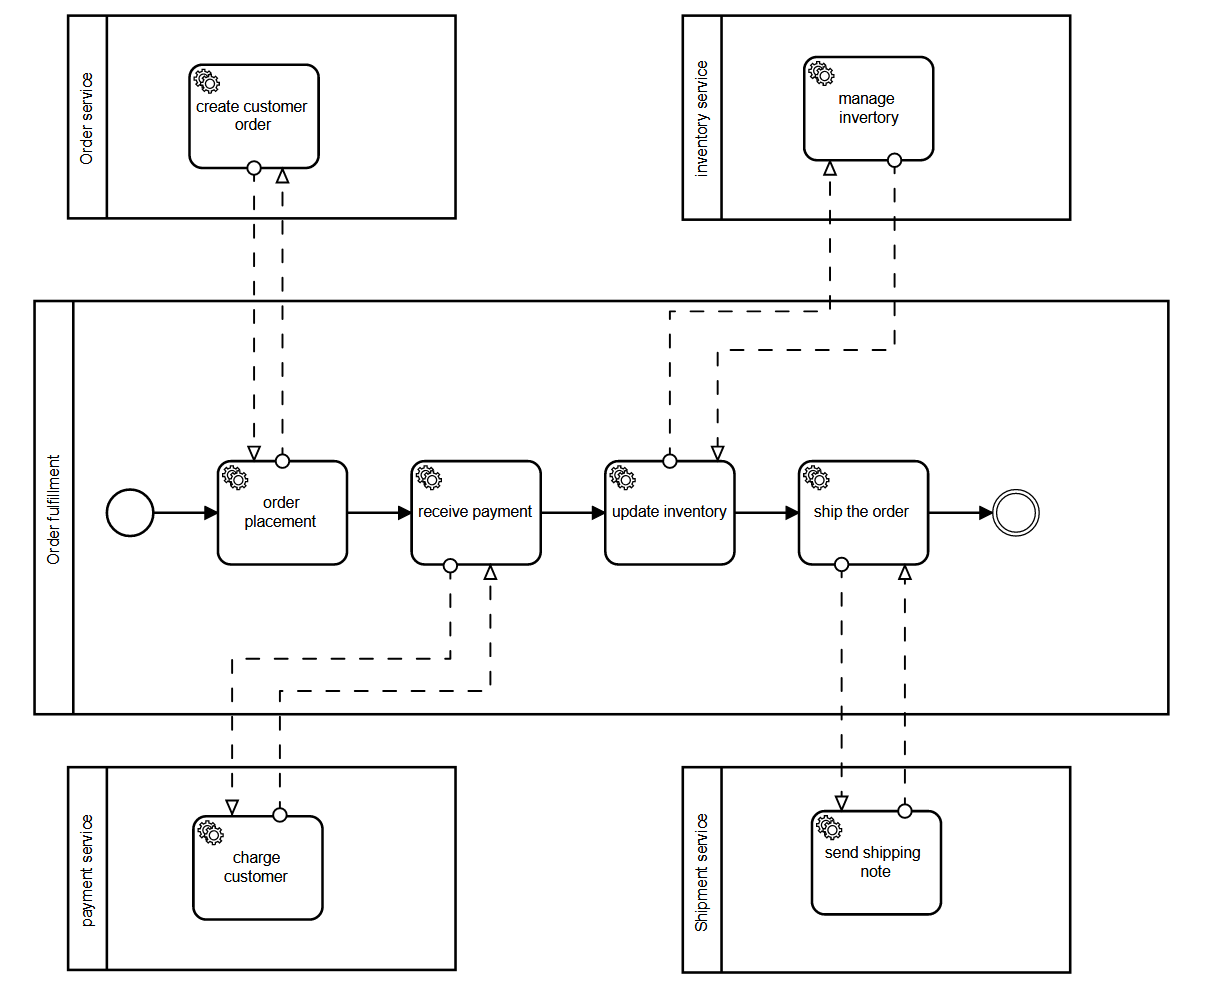 Order service
create customer
order
inventory service
manage
invertory
Order fulfillment
order
placement
receive payment
update inventory
ship the order
payment service
charge
customer
Shipment service
send shipping
note